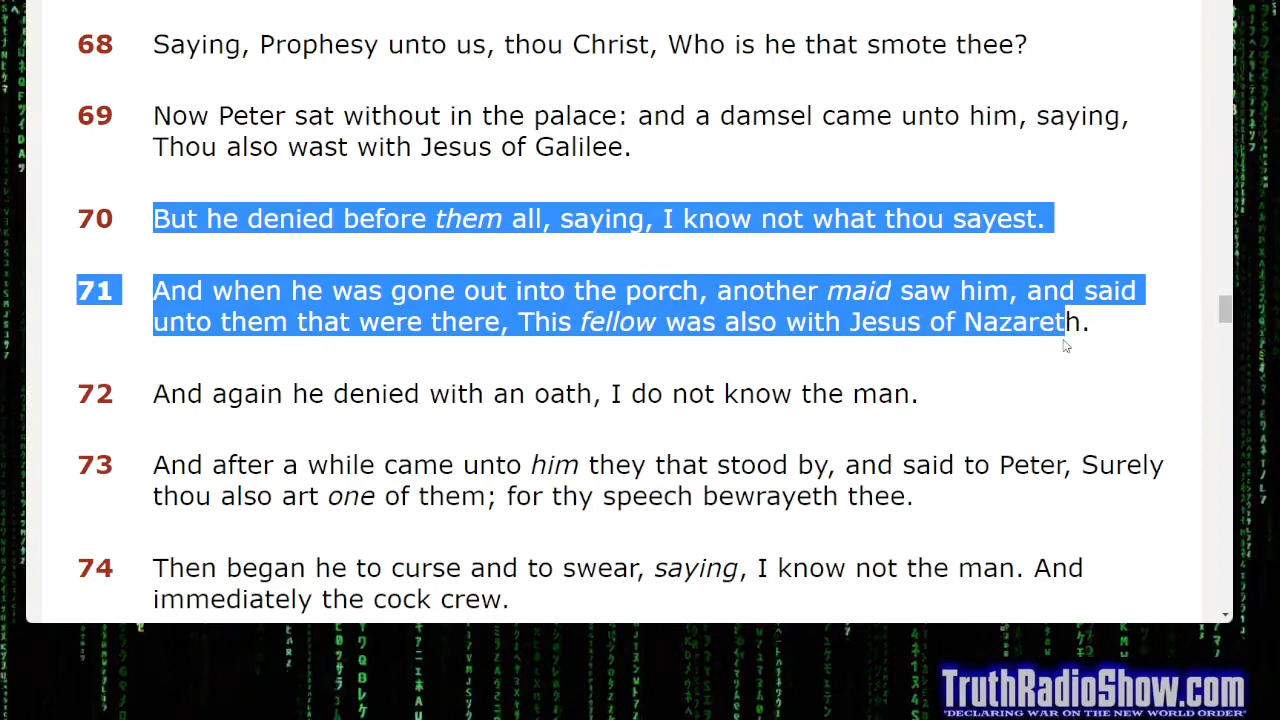 68 Saying, Prophesy unto us, thou Christ, Who is he that smote thee?
69 Now Peter sat without in the palace: and a damsel came unto him, saying,
Thou also wast with Jesus of Galilee.
70 But he denied before them all, saying, I know not what thou sayest.
71 And when he was gone out into the porch, another maid saw him, and said
unto them that were there, This fellow was also with Jesus of Nazareth.
72 And again he denied with an oath, I do not know the man.
73 And after a while came unto him they that stood by, and said to Peter, Surely
thou also art one of them; for thy speech bewrayeth thee.
74 Then began he to curse and to swear, saying, I know not the man. And
immediately the cock crew.
TruthRadioShow.com
"DECLARING WAR ON THE NEW WORLD ORDER"